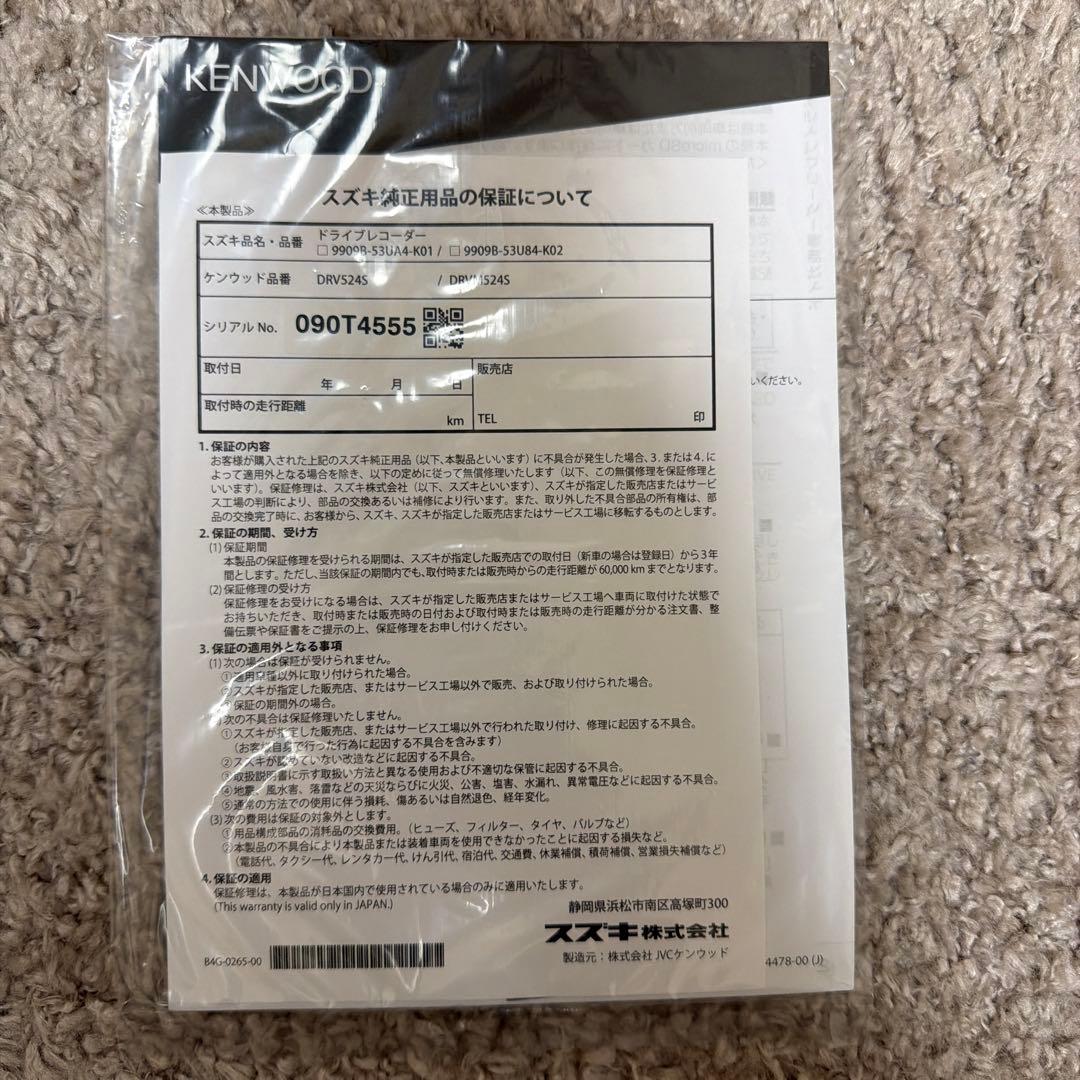 KENWOOD
スズキ純正用品の保証について
≪本製品≫
スズキ品名・品番
ドライブレコーダー
□ 9909B-53UA4-K01 / □ 9909B-53U84-K02
ケンウッド品番 DRV524S / DRVM524S
シリアル No. 090T4555
取付日
年 月 日
販売店
取付時の走行距離
km
TEL 印
1. 保証の内容
お客様が購入された上記のスズキ純正用品（以下、本製品といいます）に不具合が発生した場合、3. または 4. に
よって適用外となる場合を除き、以下の定めに従って無償修理いたします（以下、この無償修理を保証修理と
いいます）。保証修理は、スズキ株式会社（以下、スズキといいます）、スズキが指定した販売店またはサービ
ス工場の判断により、部品の交換あるいは補修により行います。また、取り外した不具合部品の所有権は、部
品の交換完了時に、お客様から、スズキ、スズキが指定した販売店またはサービス工場に移転するものとします。
2. 保証の期間、受け方
(1) 保証期間
本製品の保証修理を受けられる期間は、スズキが指定した販売店での取付日（新車の場合は登録日）から 3 年
間とします。ただし、当該保証の期間内でも、取付時または販売時からの走行距離が 60,000 km までとなります。
(2) 保証修理の受け方
保証修理をお受けになる場合は、スズキが指定した販売店またはサービス工場へ車両に取付けた状態で
お持ちいただき、取付時または販売時の日付および取付時または販売時の走行距離が分かる注文書、整
備伝票や保証書をご提示の上、保証修理をお申し付けください。
3. 保証の適用外となる事項
(1) 次の場合は保証が受けられません。
①適用車種以外に取り付けられた場合。
②スズキが指定した販売店、またはサービス工場以外で販売、および取り付けられた場合。
③保証の期間外の場合。
(2) 次の不具合は保証修理いたしません。
①スズキが指定した販売店、またはサービス工場以外で行われた取り付け、修理に起因する不具合。
（お客様自身で行った行為に起因する不具合を含みます）
②スズキが認めていない改造などに起因する不具合。
③取扱説明書に示す取扱い方法と異なる使用および不適切な保管に起因する不具合。
④地震、風水害、落雷などの天災ならびに火災、公害、塩害、水漏れ、異常電圧などに起因する不具合。
⑤通常の方法での使用に伴う損耗、傷あるいは自然退色、経年変化。
(3) 次の費用は保証の対象外とします。
①用品構成部品の消耗品の交換費用。（ヒューズ、フィルター、タイヤ、バルブなど）
②本製品の不具合により本製品または装着車両を使用できなかったことに起因する損失など。
（電話代、タクシー代、レンタカー代、けん引代、宿泊代、交通費、休業補償、積荷補償、営業損失補償など）
4. 保証の適用
保証修理は、本製品が日本国内で使用されている場合のみに適用いたします。
(This warranty is valid only in JAPAN.)
静岡県浜松市南区高塚町300
スズキ株式会社
製造元：株式会社 JVCケンウッド
B4G-0265-00
いください。
4478-00 (J)